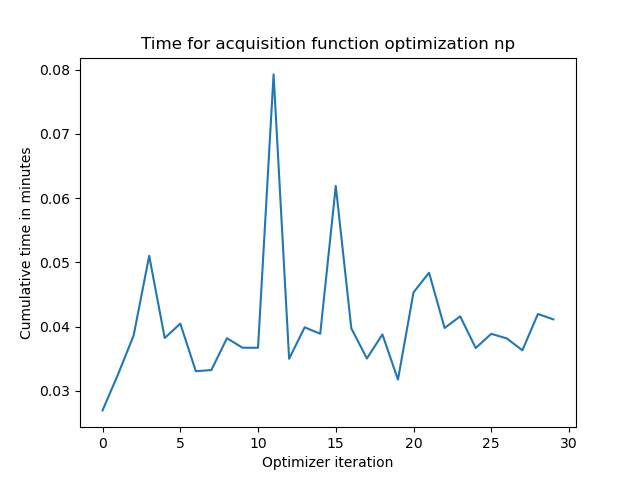 Time for acquisition function optimization np
Cumulative time in minutes
0.08
0.07
0.06
0.05
0.04
0.03
0 5 10 15 20 25 30
Optimizer iteration